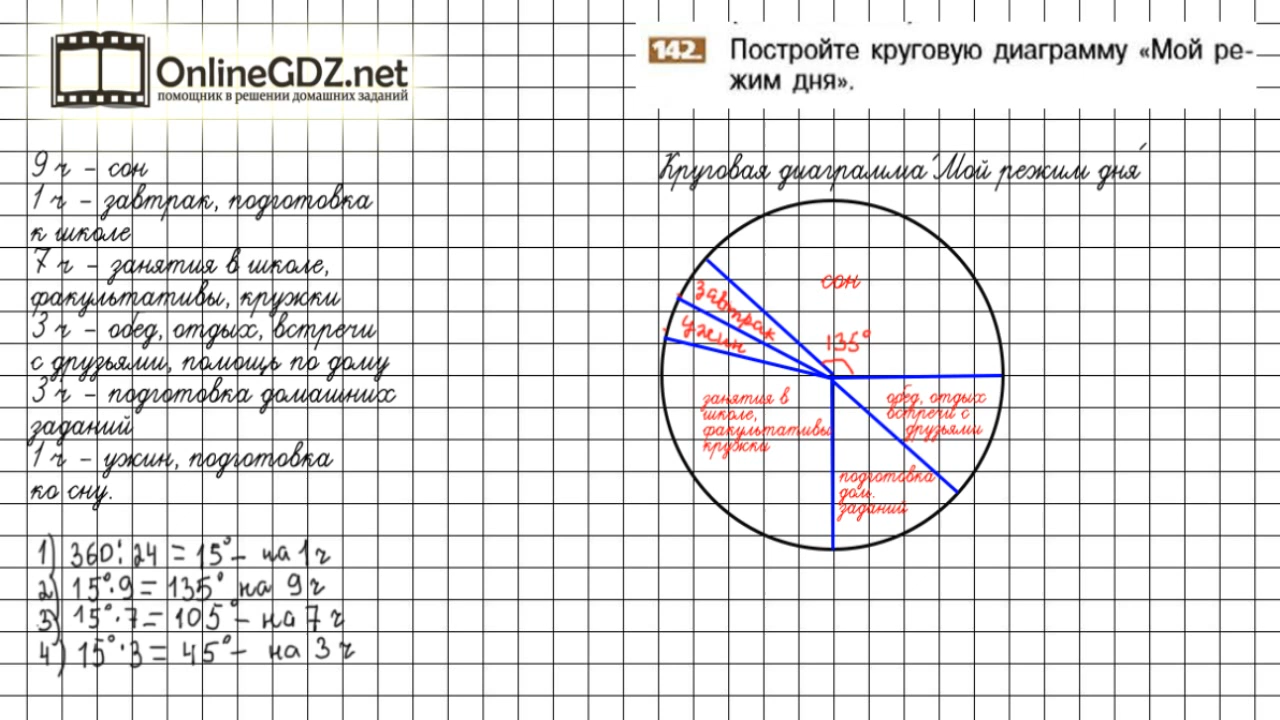 OnlineGDZ.net
помощник в решении домашних заданий
142. Постройте круговую диаграмму «Мой ре-
жим дня».
9 ч - сон
1 ч - завтрак, подготовка
к школе
7 ч - занятия в школе,
факультативы, кружки
3 ч - обед, отдых, встречи
с друзьями, помощь по дому
3 ч - подготовка домашних
заданий
1 ч - ужин, подготовка
ко сну.
1) 360 : 24 = 15° - на 1 ч
2) 15° · 9 = 135° на 9 ч
3) 15° · 7 = 105° - на 7 ч
4) 15° · 3 = 45° - на 3 ч
Круговая диаграмма "Мой режим дня"
сон
завтрак
ужин
135°
занятия в
школе,
факультативы
кружки
обед, отдых
встречи с
друзьями
подготовка
дом.
заданий